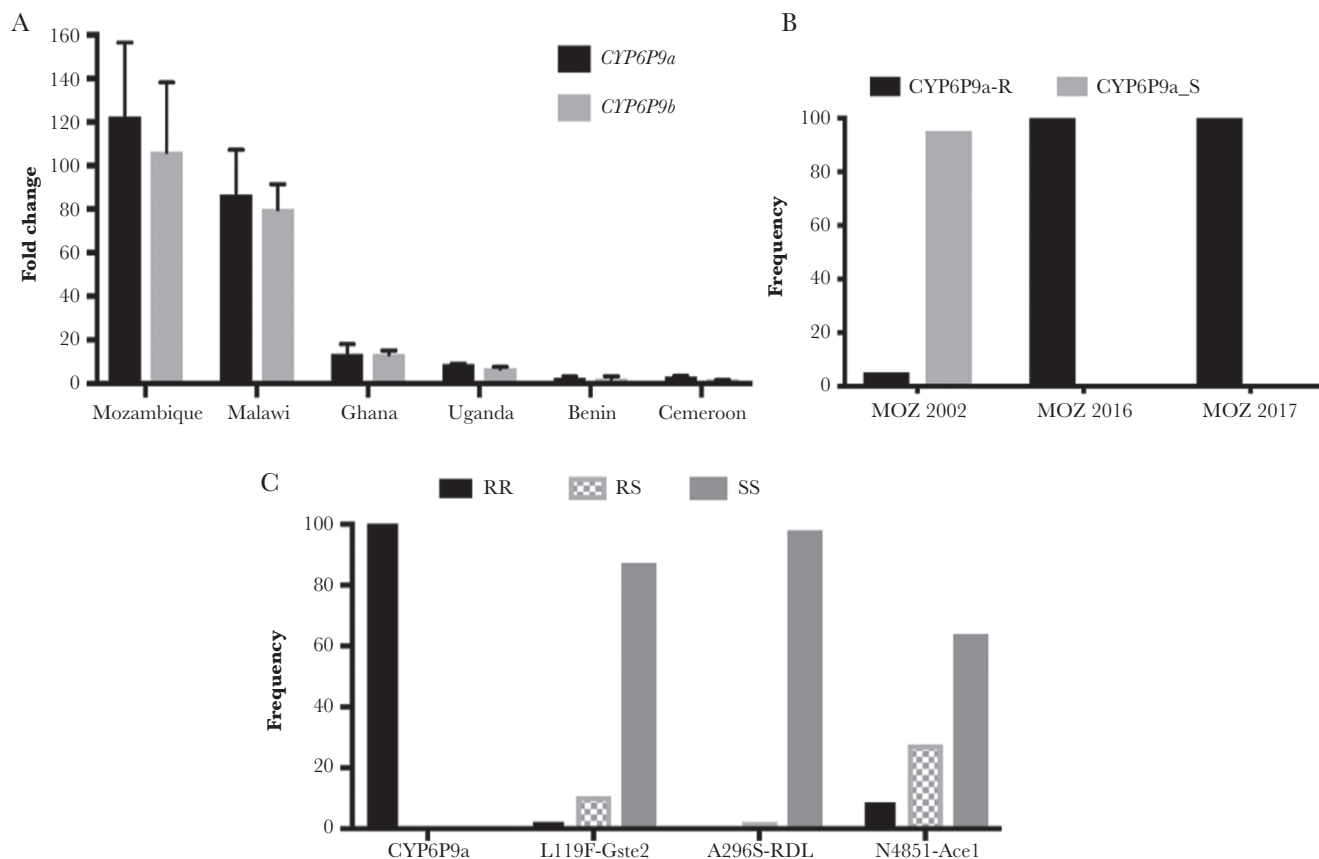 A
Fold change
160
140
120
100
80
60
40
20
0
CYP6P9a
CYP6P9b
Mozambique Malawi Ghana Uganda Benin Cemeroon
B
CYP6P9a-R CYP6P9a_S
Frequency
100
80
60
40
20
0
MOZ 2002 MOZ 2016 MOZ 2017
C
RR RS SS
Frequency
100
80
60
40
20
0
CYP6P9a L119F-Gste2 A296S-RDL N4851-Ace1